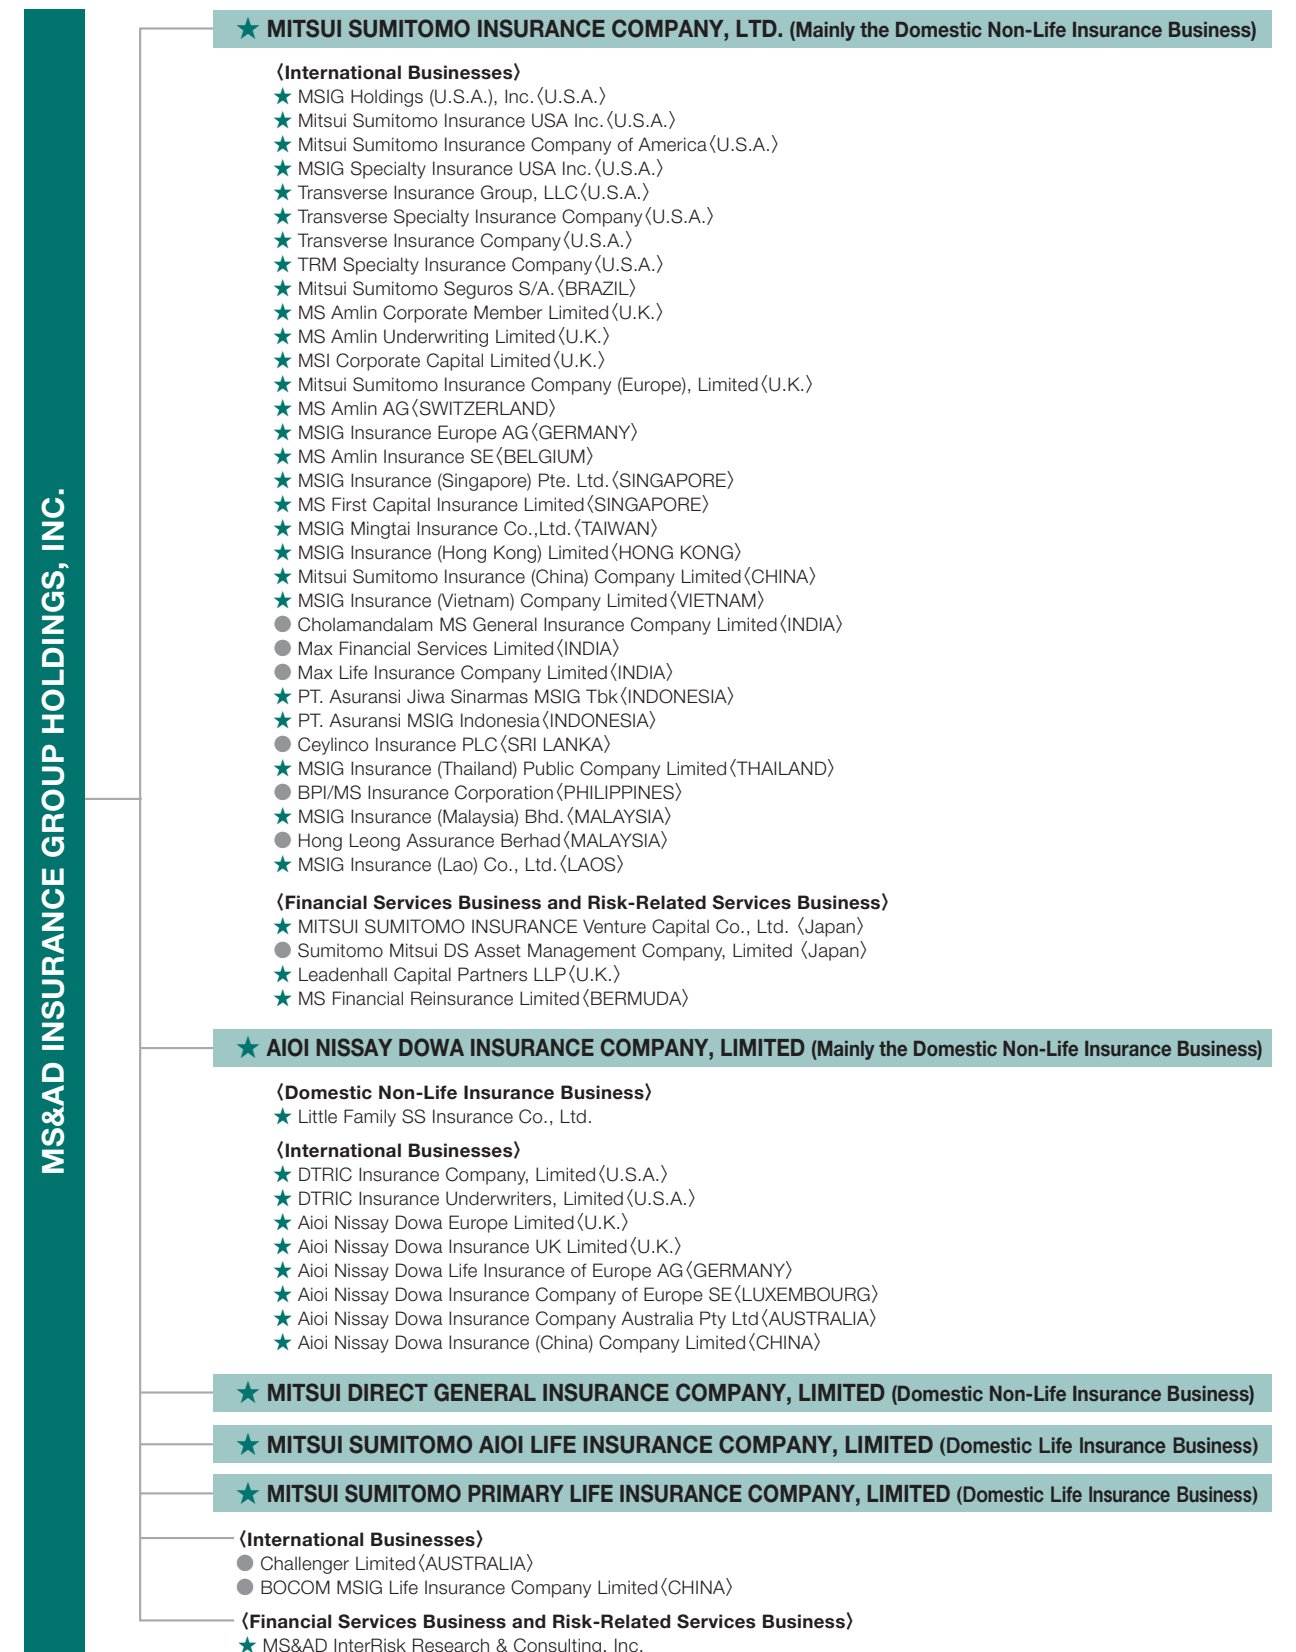 MS&AD INSURANCE GROUP HOLDINGS, INC.
★ MITSUI SUMITOMO INSURANCE COMPANY, LTD. (Mainly the Domestic Non-Life Insurance Business)
〈International Businesses〉
★ MSIG Holdings (U.S.A.), Inc.〈U.S.A.〉
★ Mitsui Sumitomo Insurance USA Inc.〈U.S.A.〉
★ Mitsui Sumitomo Insurance Company of America〈U.S.A.〉
★ MSIG Specialty Insurance USA Inc.〈U.S.A.〉
★ Transverse Insurance Group, LLC〈U.S.A.〉
★ Transverse Specialty Insurance Company〈U.S.A.〉
★ Transverse Insurance Company〈U.S.A.〉
★ TRM Specialty Insurance Company〈U.S.A.〉
★ Mitsui Sumitomo Seguros S/A.〈BRAZIL〉
★ MS Amlin Corporate Member Limited〈U.K.〉
★ MS Amlin Underwriting Limited〈U.K.〉
★ MSI Corporate Capital Limited〈U.K.〉
★ Mitsui Sumitomo Insurance Company (Europe), Limited〈U.K.〉
★ MS Amlin AG〈SWITZERLAND〉
★ MSIG Insurance Europe AG〈GERMANY〉
★ MS Amlin Insurance SE〈BELGIUM〉
★ MSIG Insurance (Singapore) Pte. Ltd.〈SINGAPORE〉
★ MS First Capital Insurance Limited〈SINGAPORE〉
★ MSIG Mingtai Insurance Co.,Ltd.〈TAIWAN〉
★ MSIG Insurance (Hong Kong) Limited〈HONG KONG〉
★ Mitsui Sumitomo Insurance (China) Company Limited〈CHINA〉
★ MSIG Insurance (Vietnam) Company Limited〈VIETNAM〉
● Cholamandalam MS General Insurance Company Limited〈INDIA〉
● Max Financial Services Limited〈INDIA〉
● Max Life Insurance Company Limited〈INDIA〉
★ PT. Asuransi Jiwa Sinarmas MSIG Tbk〈INDONESIA〉
★ PT. Asuransi MSIG Indonesia〈INDONESIA〉
● Ceylinco Insurance PLC〈SRI LANKA〉
★ MSIG Insurance (Thailand) Public Company Limited〈THAILAND〉
● BPI/MS Insurance Corporation〈PHILIPPINES〉
★ MSIG Insurance (Malaysia) Bhd.〈MALAYSIA〉
● Hong Leong Assurance Berhad〈MALAYSIA〉
★ MSIG Insurance (Lao) Co., Ltd.〈LAOS〉
〈Financial Services Business and Risk-Related Services Business〉
★ MITSUI SUMITOMO INSURANCE Venture Capital Co., Ltd. 〈Japan〉
● Sumitomo Mitsui DS Asset Management Company, Limited 〈Japan〉
★ Leadenhall Capital Partners LLP〈U.K.〉
★ MS Financial Reinsurance Limited〈BERMUDA〉
★ AIOI NISSAY DOWA INSURANCE COMPANY, LIMITED (Mainly the Domestic Non-Life Insurance Business)
〈Domestic Non-Life Insurance Business〉
★ Little Family SS Insurance Co., Ltd.
〈International Businesses〉
★ DTRIC Insurance Company, Limited〈U.S.A.〉
★ DTRIC Insurance Underwriters, Limited〈U.S.A.〉
★ Aioi Nissay Dowa Europe Limited〈U.K.〉
★ Aioi Nissay Dowa Insurance UK Limited〈U.K.〉
★ Aioi Nissay Dowa Life Insurance of Europe AG〈GERMANY〉
★ Aioi Nissay Dowa Insurance Company of Europe SE〈LUXEMBOURG〉
★ Aioi Nissay Dowa Insurance Company Australia Pty Ltd〈AUSTRALIA〉
★ Aioi Nissay Dowa Insurance (China) Company Limited〈CHINA〉
★ MITSUI DIRECT GENERAL INSURANCE COMPANY, LIMITED (Domestic Non-Life Insurance Business)
★ MITSUI SUMITOMO AIOI LIFE INSURANCE COMPANY, LIMITED (Domestic Life Insurance Business)
★ MITSUI SUMITOMO PRIMARY LIFE INSURANCE COMPANY, LIMITED (Domestic Life Insurance Business)
〈International Businesses〉
● Challenger Limited〈AUSTRALIA〉
● BOCOM MSIG Life Insurance Company Limited〈CHINA〉
〈Financial Services Business and Risk-Related Services Business〉
★ MS&AD InterRisk Research & Consulting, Inc.